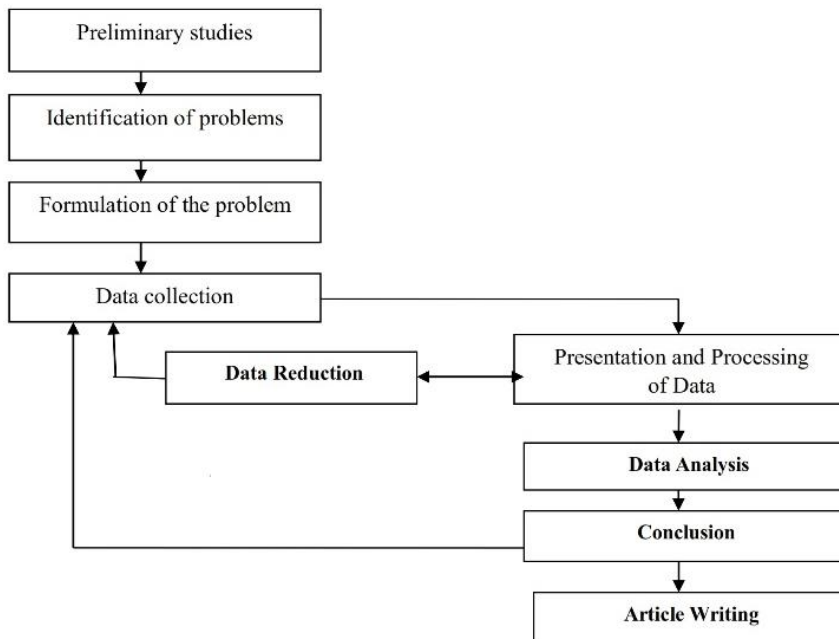 Preliminary studies
Identification of problems
Formulation of the problem
Data collection
Presentation and Processing
of Data
Data Reduction
Data Analysis
Conclusion
Article Writing